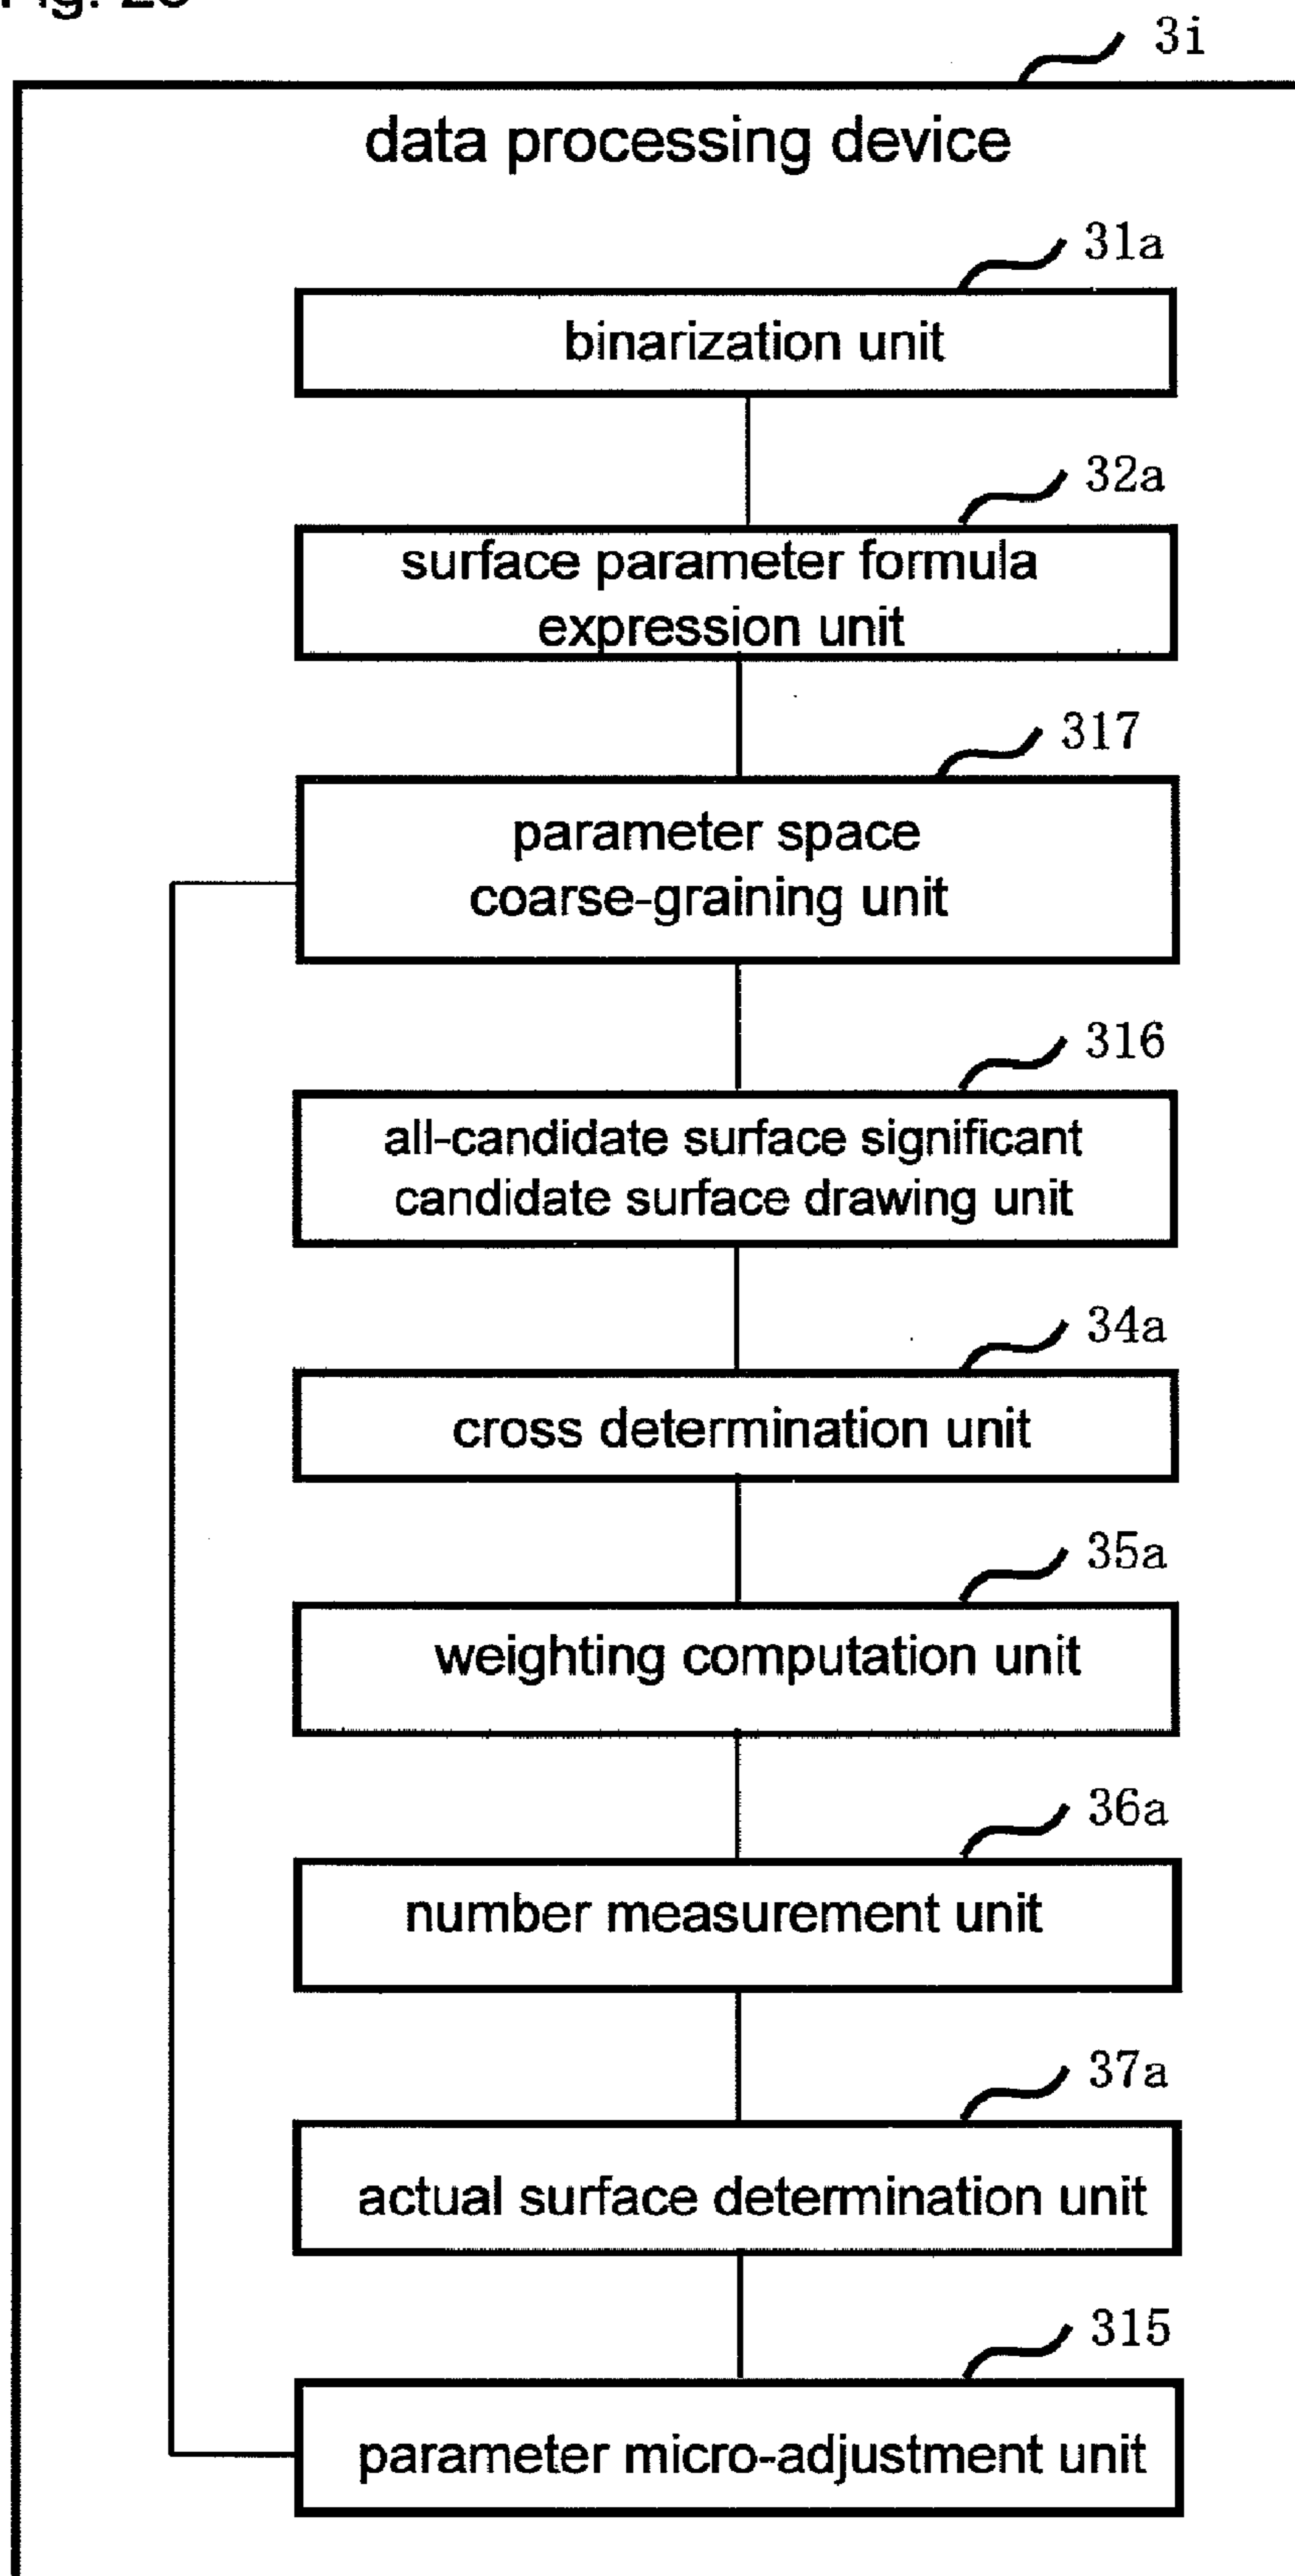 3i
data processing device
31a
binarization unit
32a
surface parameter formula
expression unit
317
parameter space
coarse-graining unit
316
all-candidate surface significant
candidate surface drawing unit
34a
cross determination unit
35a
weighting computation unit
36a
number measurement unit
37a
actual surface determination unit
315
parameter micro-adjustment unit